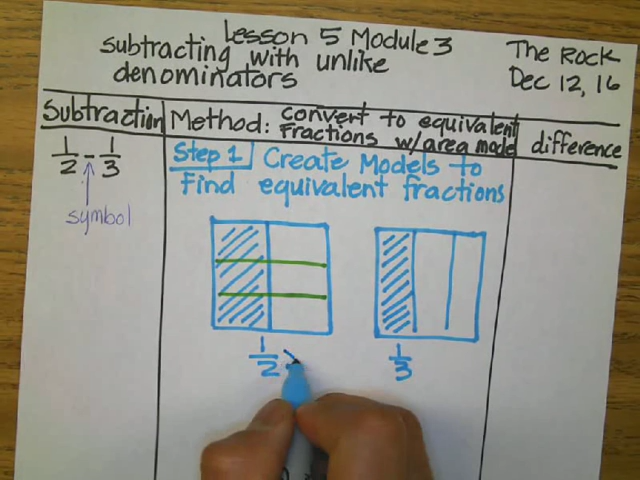 Lesson 5 Module 3
subtracting with unlike
denominators
The Rock
Dec 12, 16
Subtraction
Method: convert to equivalent
fractions w/area model
difference
1/2 - 1/3
symbol
Step 1 Create Models to
Find equivalent fractions
1/2
1/3